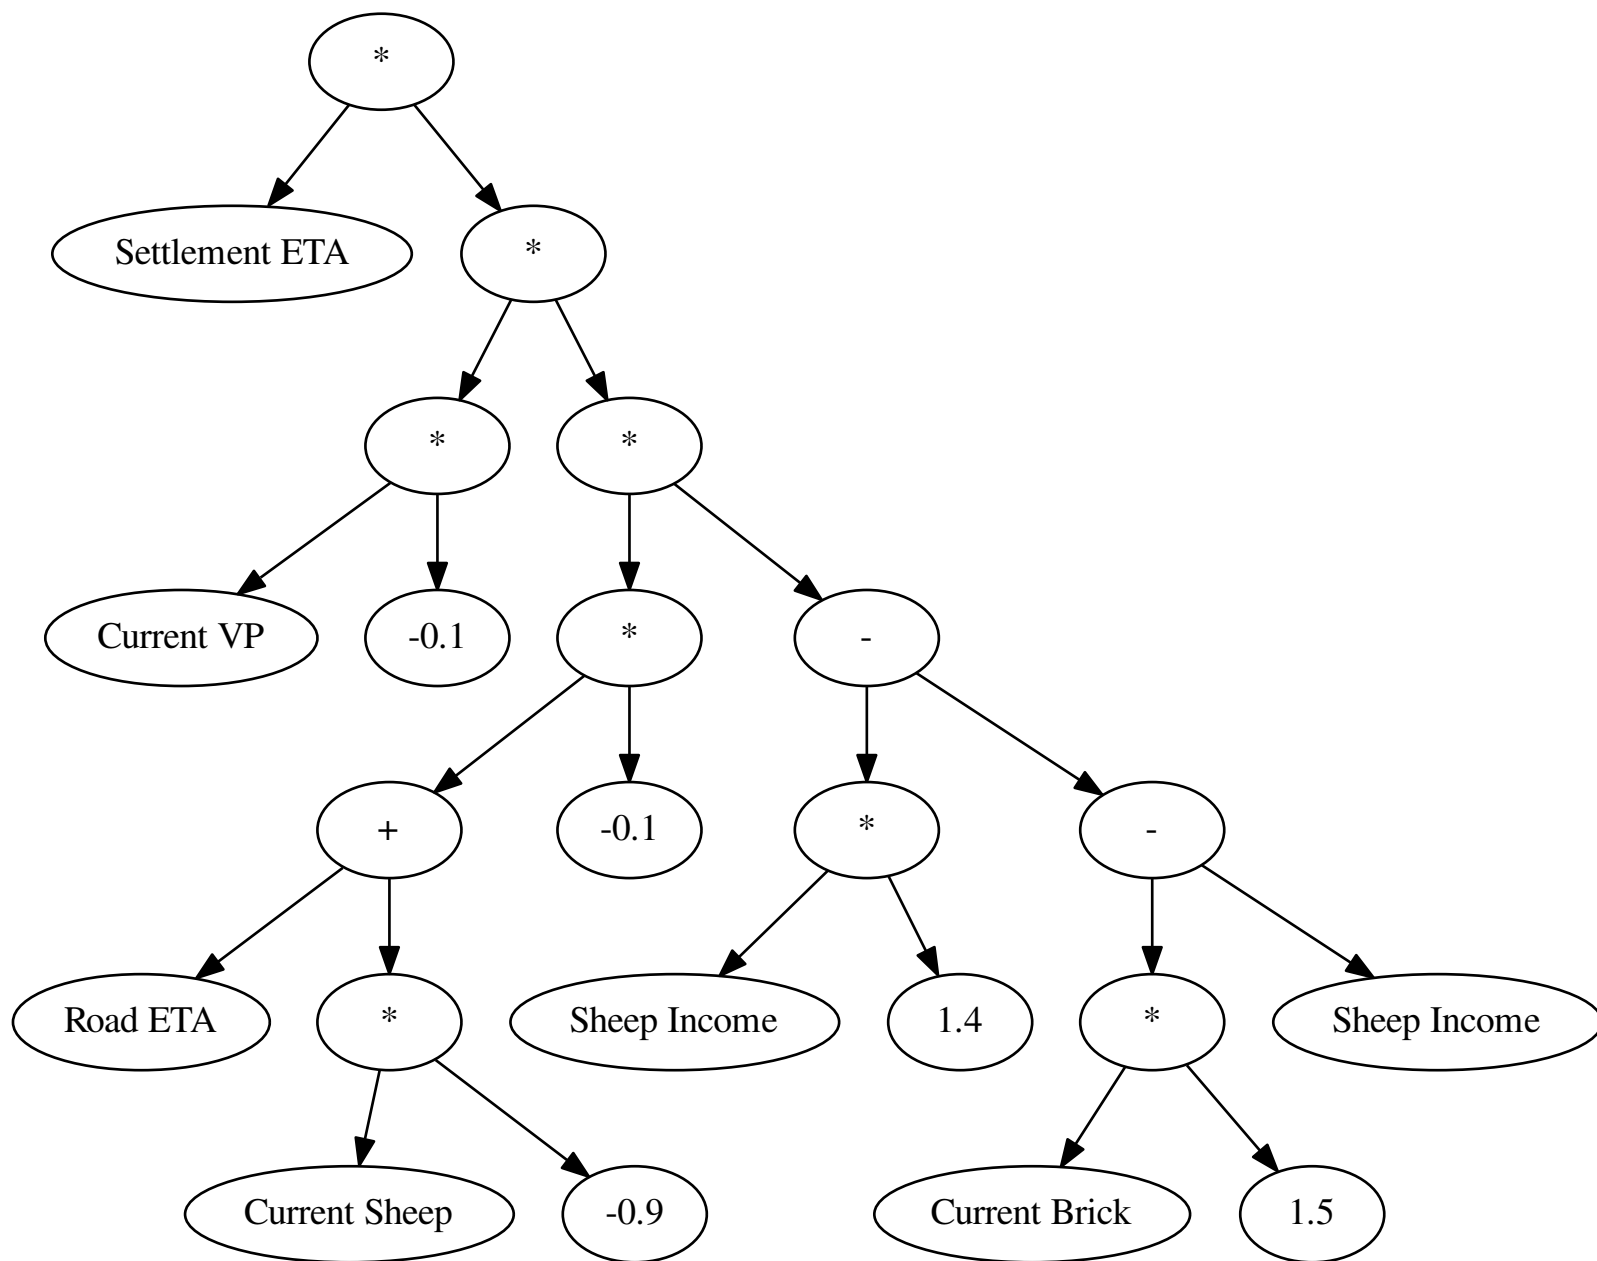 *
Settlement ETA
*
*
*
Current VP
-0.1
*
-
+
-0.1
*
-
Road ETA
*
Sheep Income
1.4
*
Sheep Income
Current Sheep
-0.9
Current Brick
1.5